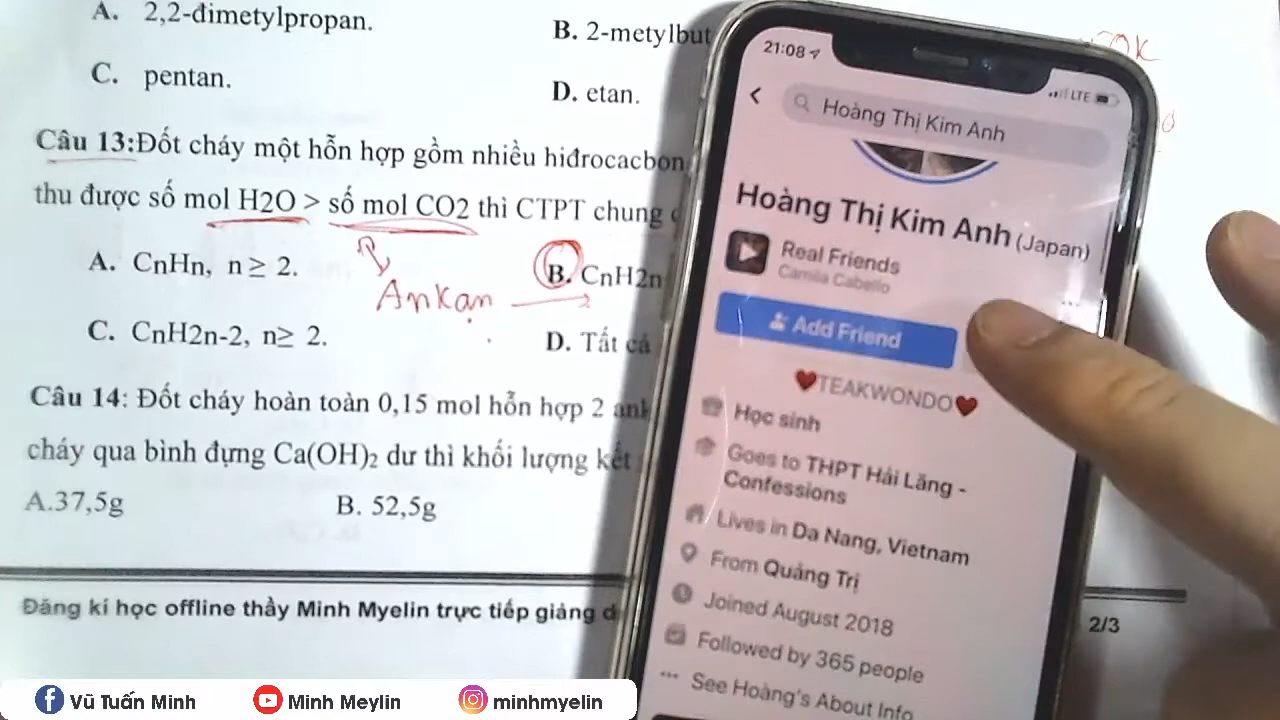 A. 2,2-đimetylpropan.
B. 2-metylbut
C. pentan.
D. etan.
Câu 13:Đốt cháy một hỗn hợp gồm nhiều hiđrocacbon
thu được số mol H2O > số mol CO2 thì CTPT chung
A. CnHn, n ≥ 2.
B. CnH2n
Ankan
C. CnH2n-2, n≥ 2.
D. Tất cả
Câu 14: Đốt cháy hoàn toàn 0,15 mol hỗn hợp 2
cháy qua bình đựng Ca(OH)2 dư thì khối lượng kết
A.37,5g
B. 52,5g
Đăng kí học offline thầy Minh Myelin trực tiếp giảng
2/3
21:08
LTE
Hoàng Thị Kim Anh
Hoàng Thị Kim Anh (Japan)
Real Friends
Camila Cabello
Add Friend
❤TEAKWONDO❤
Học sinh
Goes to THPT Hải Lăng -
Confessions
Lives in Da Nang, Vietnam
From Quảng Trị
Joined August 2018
Followed by 365 people
See Hoàng's About Info
Vũ Tuấn Minh
Minh Meylin
minhmyelin